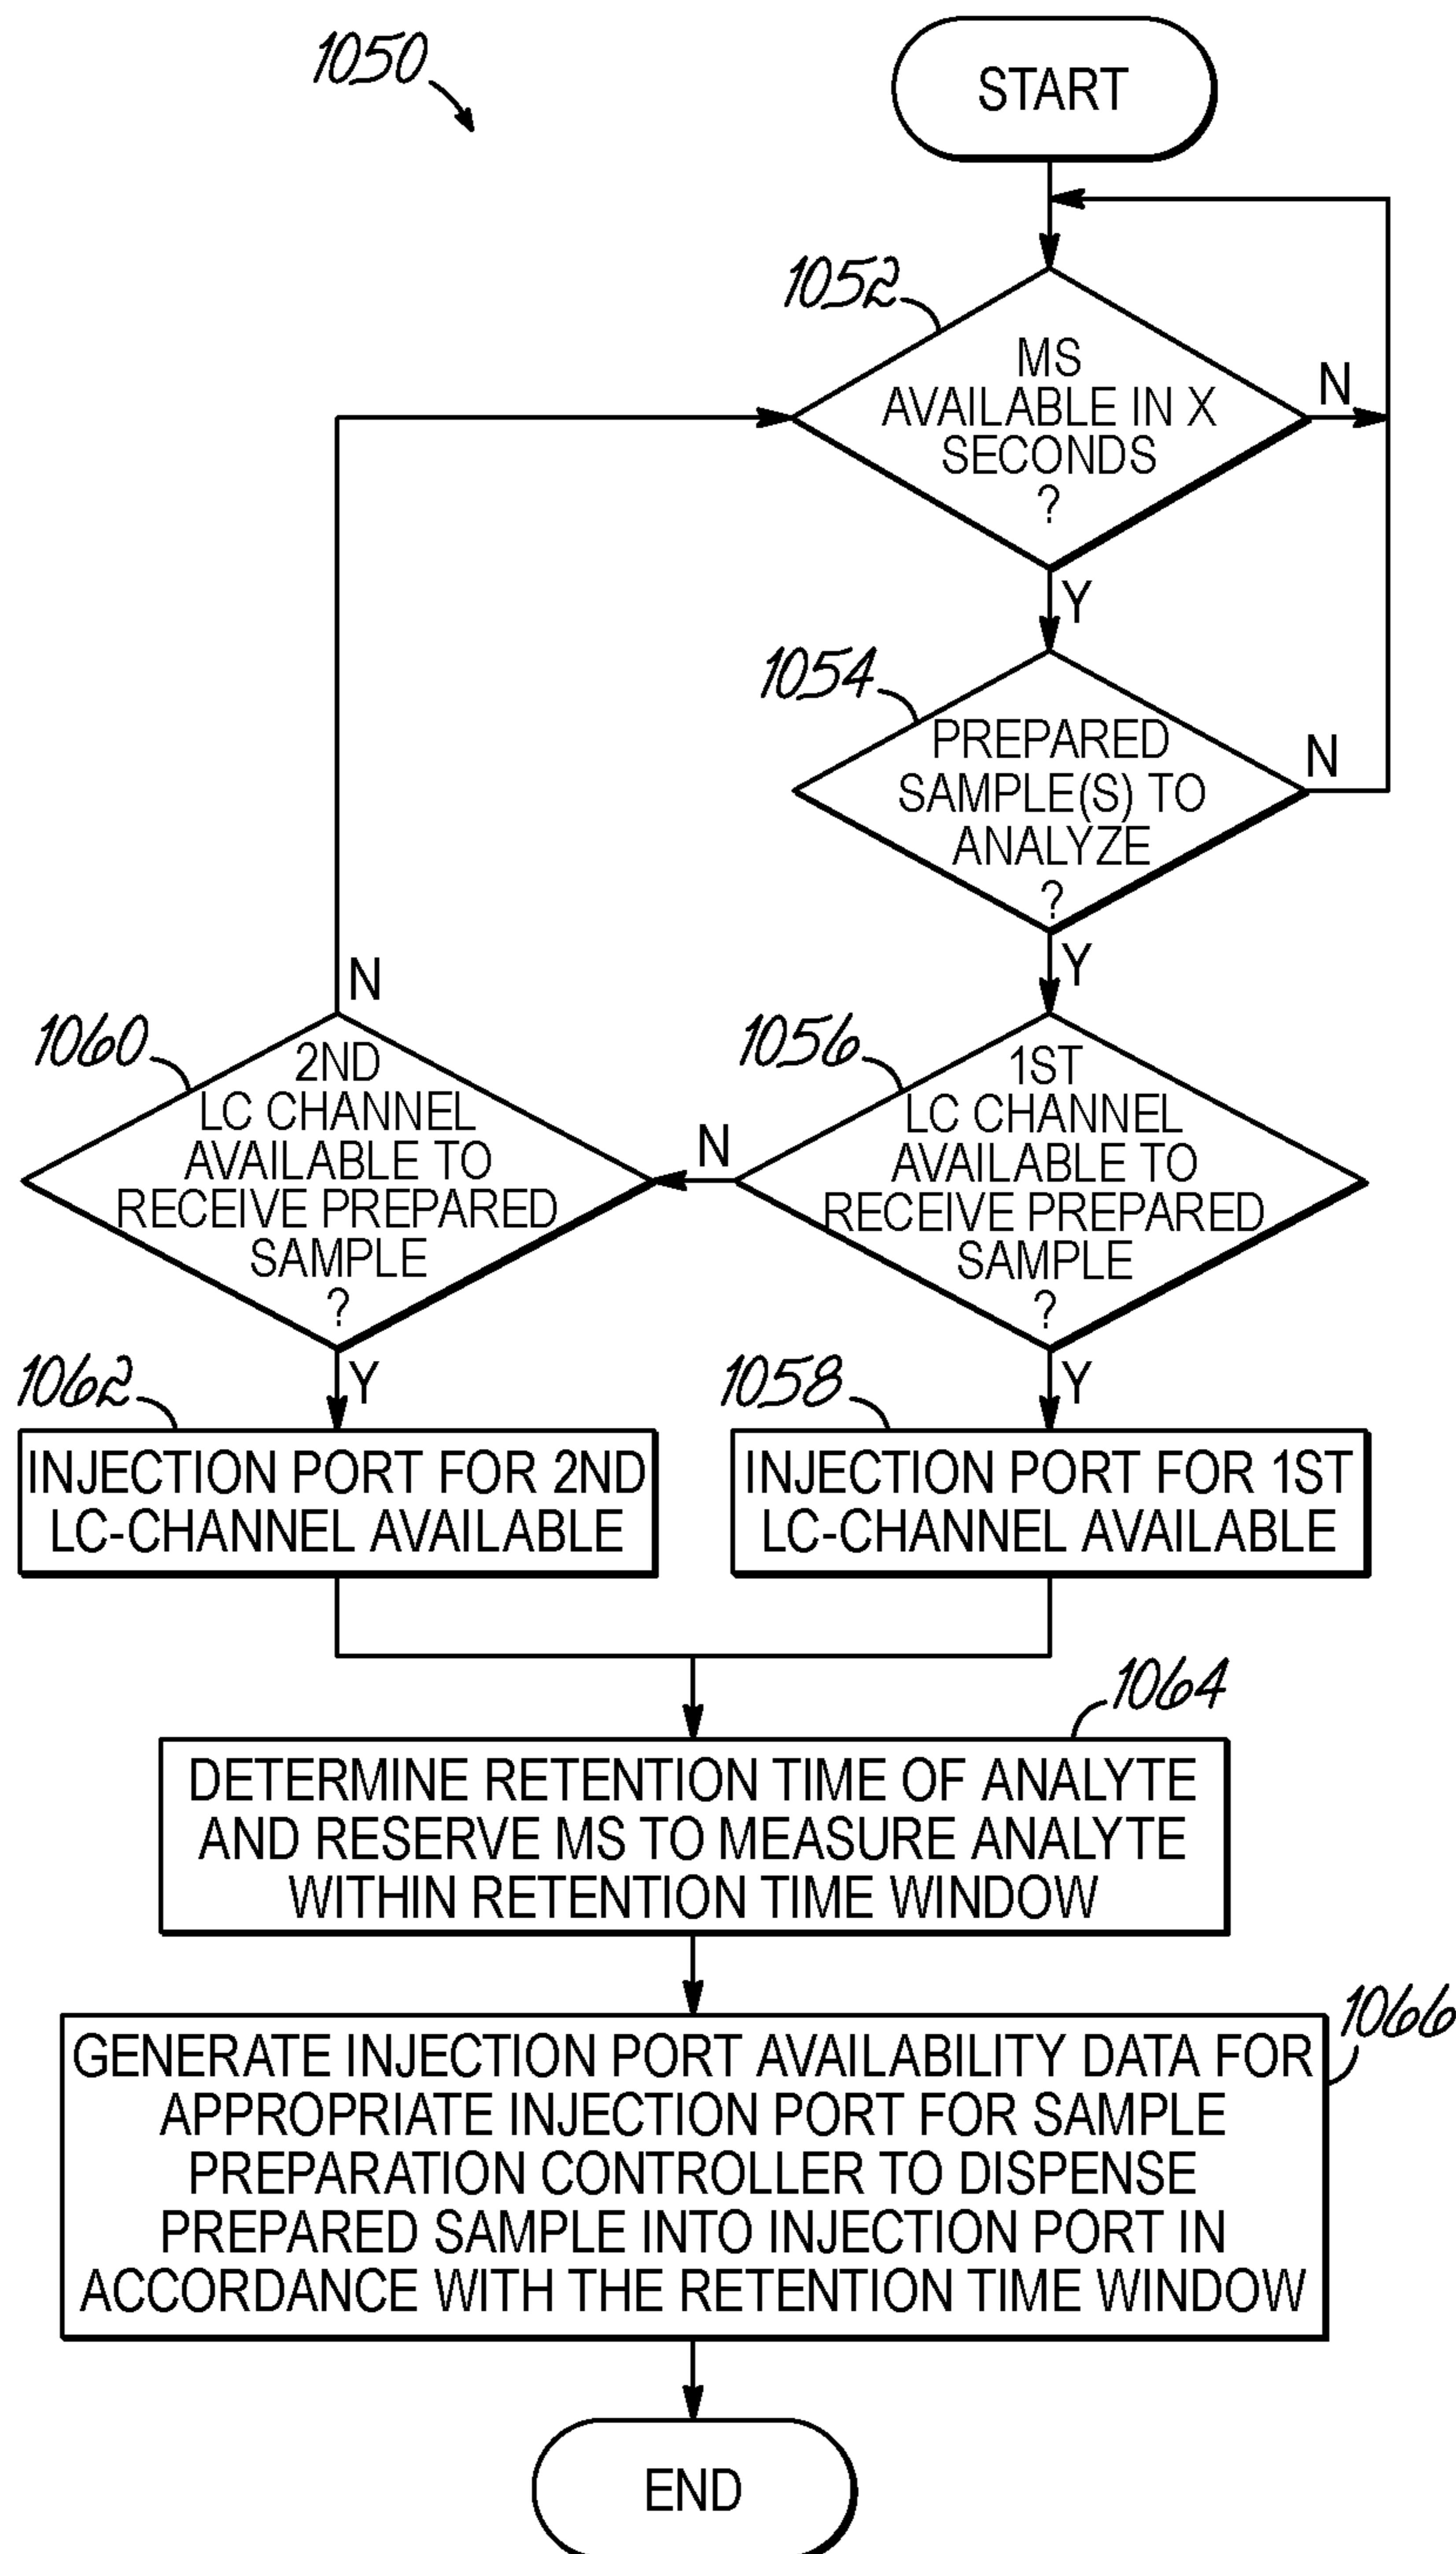 1050
START
1052
MS
AVAILABLE IN X
SECONDS
?
N
Y
1054
PREPARED
SAMPLE(S) TO
ANALYZE
?
N
Y
1056
1ST
LC CHANNEL
AVAILABLE TO
RECEIVE PREPARED
SAMPLE
?
N
Y
1060
2ND
LC CHANNEL
AVAILABLE TO
RECEIVE PREPARED
SAMPLE
?
N
Y
1062
INJECTION PORT FOR 2ND
LC-CHANNEL AVAILABLE
1058
INJECTION PORT FOR 1ST
LC-CHANNEL AVAILABLE
1064
DETERMINE RETENTION TIME OF ANALYTE
AND RESERVE MS TO MEASURE ANALYTE
WITHIN RETENTION TIME WINDOW
1066
GENERATE INJECTION PORT AVAILABILITY DATA FOR
APPROPRIATE INJECTION PORT FOR SAMPLE
PREPARATION CONTROLLER TO DISPENSE
PREPARED SAMPLE INTO INJECTION PORT IN
ACCORDANCE WITH THE RETENTION TIME WINDOW
END